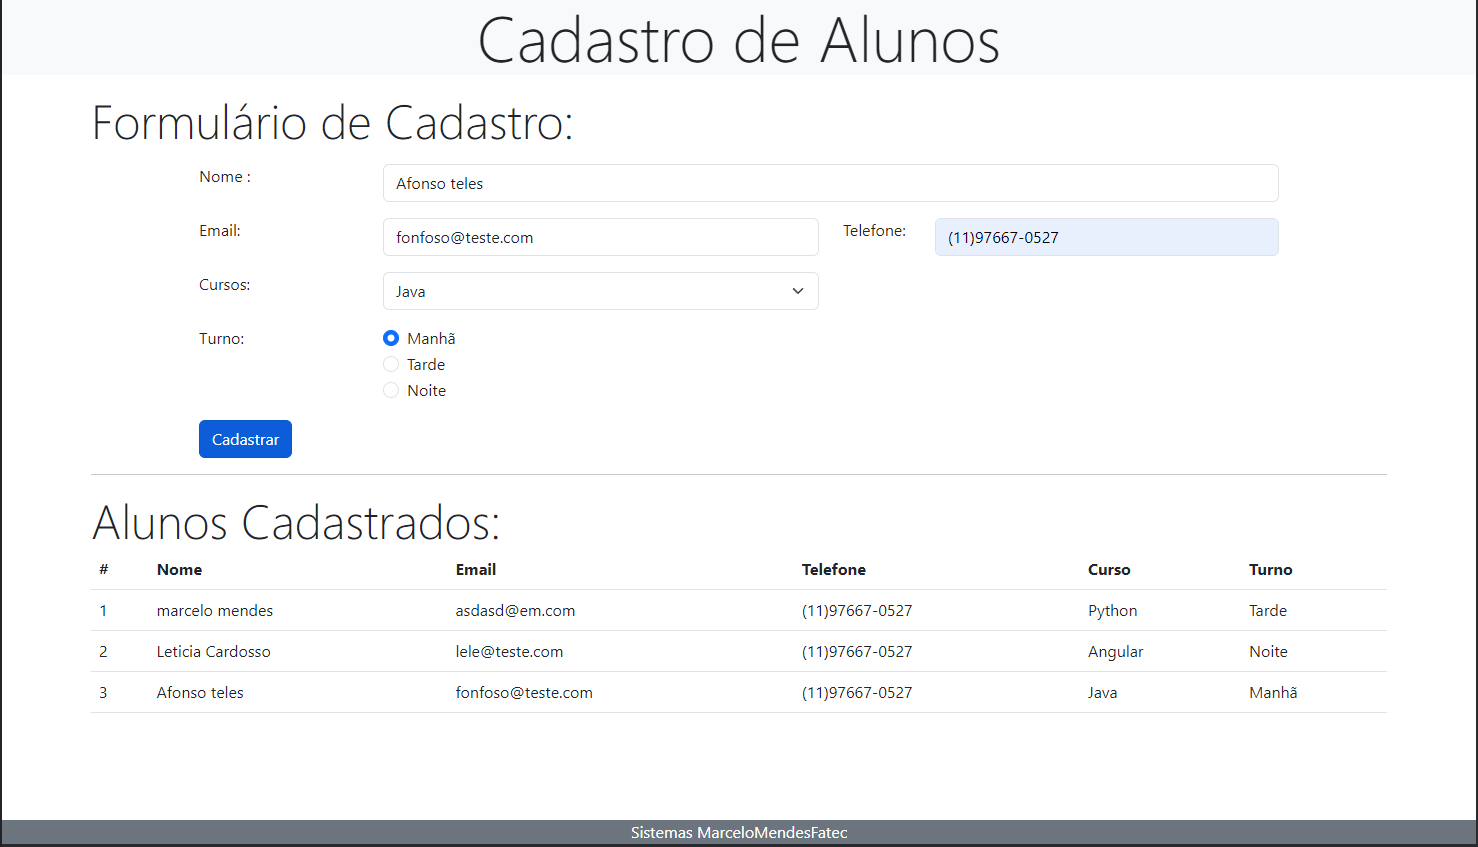 Cadastro de Alunos
Formulário de Cadastro:
Nome : Afonso teles
Email: fonfoso@teste.com Telefone: (11)97667-0527
Cursos: Java
Turno: Manhã
Tarde
Noite
Cadastrar
Alunos Cadastrados:
# Nome Email Telefone Curso Turno
1 marcelo mendes asdasd@em.com (11)97667-0527 Python Tarde
2 Leticia Cardosso lele@teste.com (11)97667-0527 Angular Noite
3 Afonso teles fonfoso@teste.com (11)97667-0527 Java Manhã
Sistemas MarceloMendesFatec